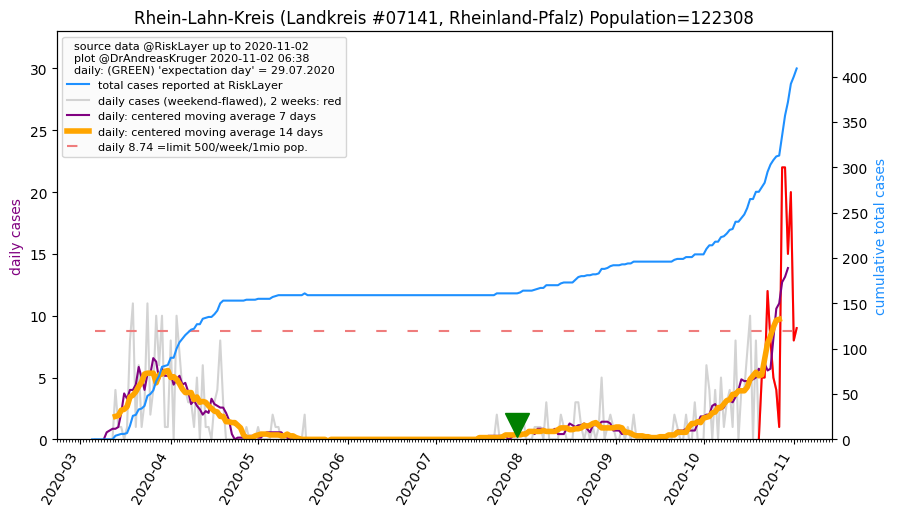 Rhein-Lahn-Kreis (Landkreis #07141, Rheinland-Pfalz) Population=122308
source data @RiskLayer up to 2020-11-02
plot @DrAndreasKruger 2020-11-02 06:38
daily: (GREEN) 'expectation day' = 29.07.2020
total cases reported at RiskLayer
daily cases (weekend-flawed), 2 weeks: red
daily: centered moving average 7 days
daily: centered moving average 14 days
daily 8.74 =limit 500/week/1mio pop.
daily cases
30
25
20
15
10
5
0
cumulative total cases
400
350
300
250
200
150
100
50
0
2020-03
2020-04
2020-05
2020-06
2020-07
2020-08
2020-09
2020-10
2020-11